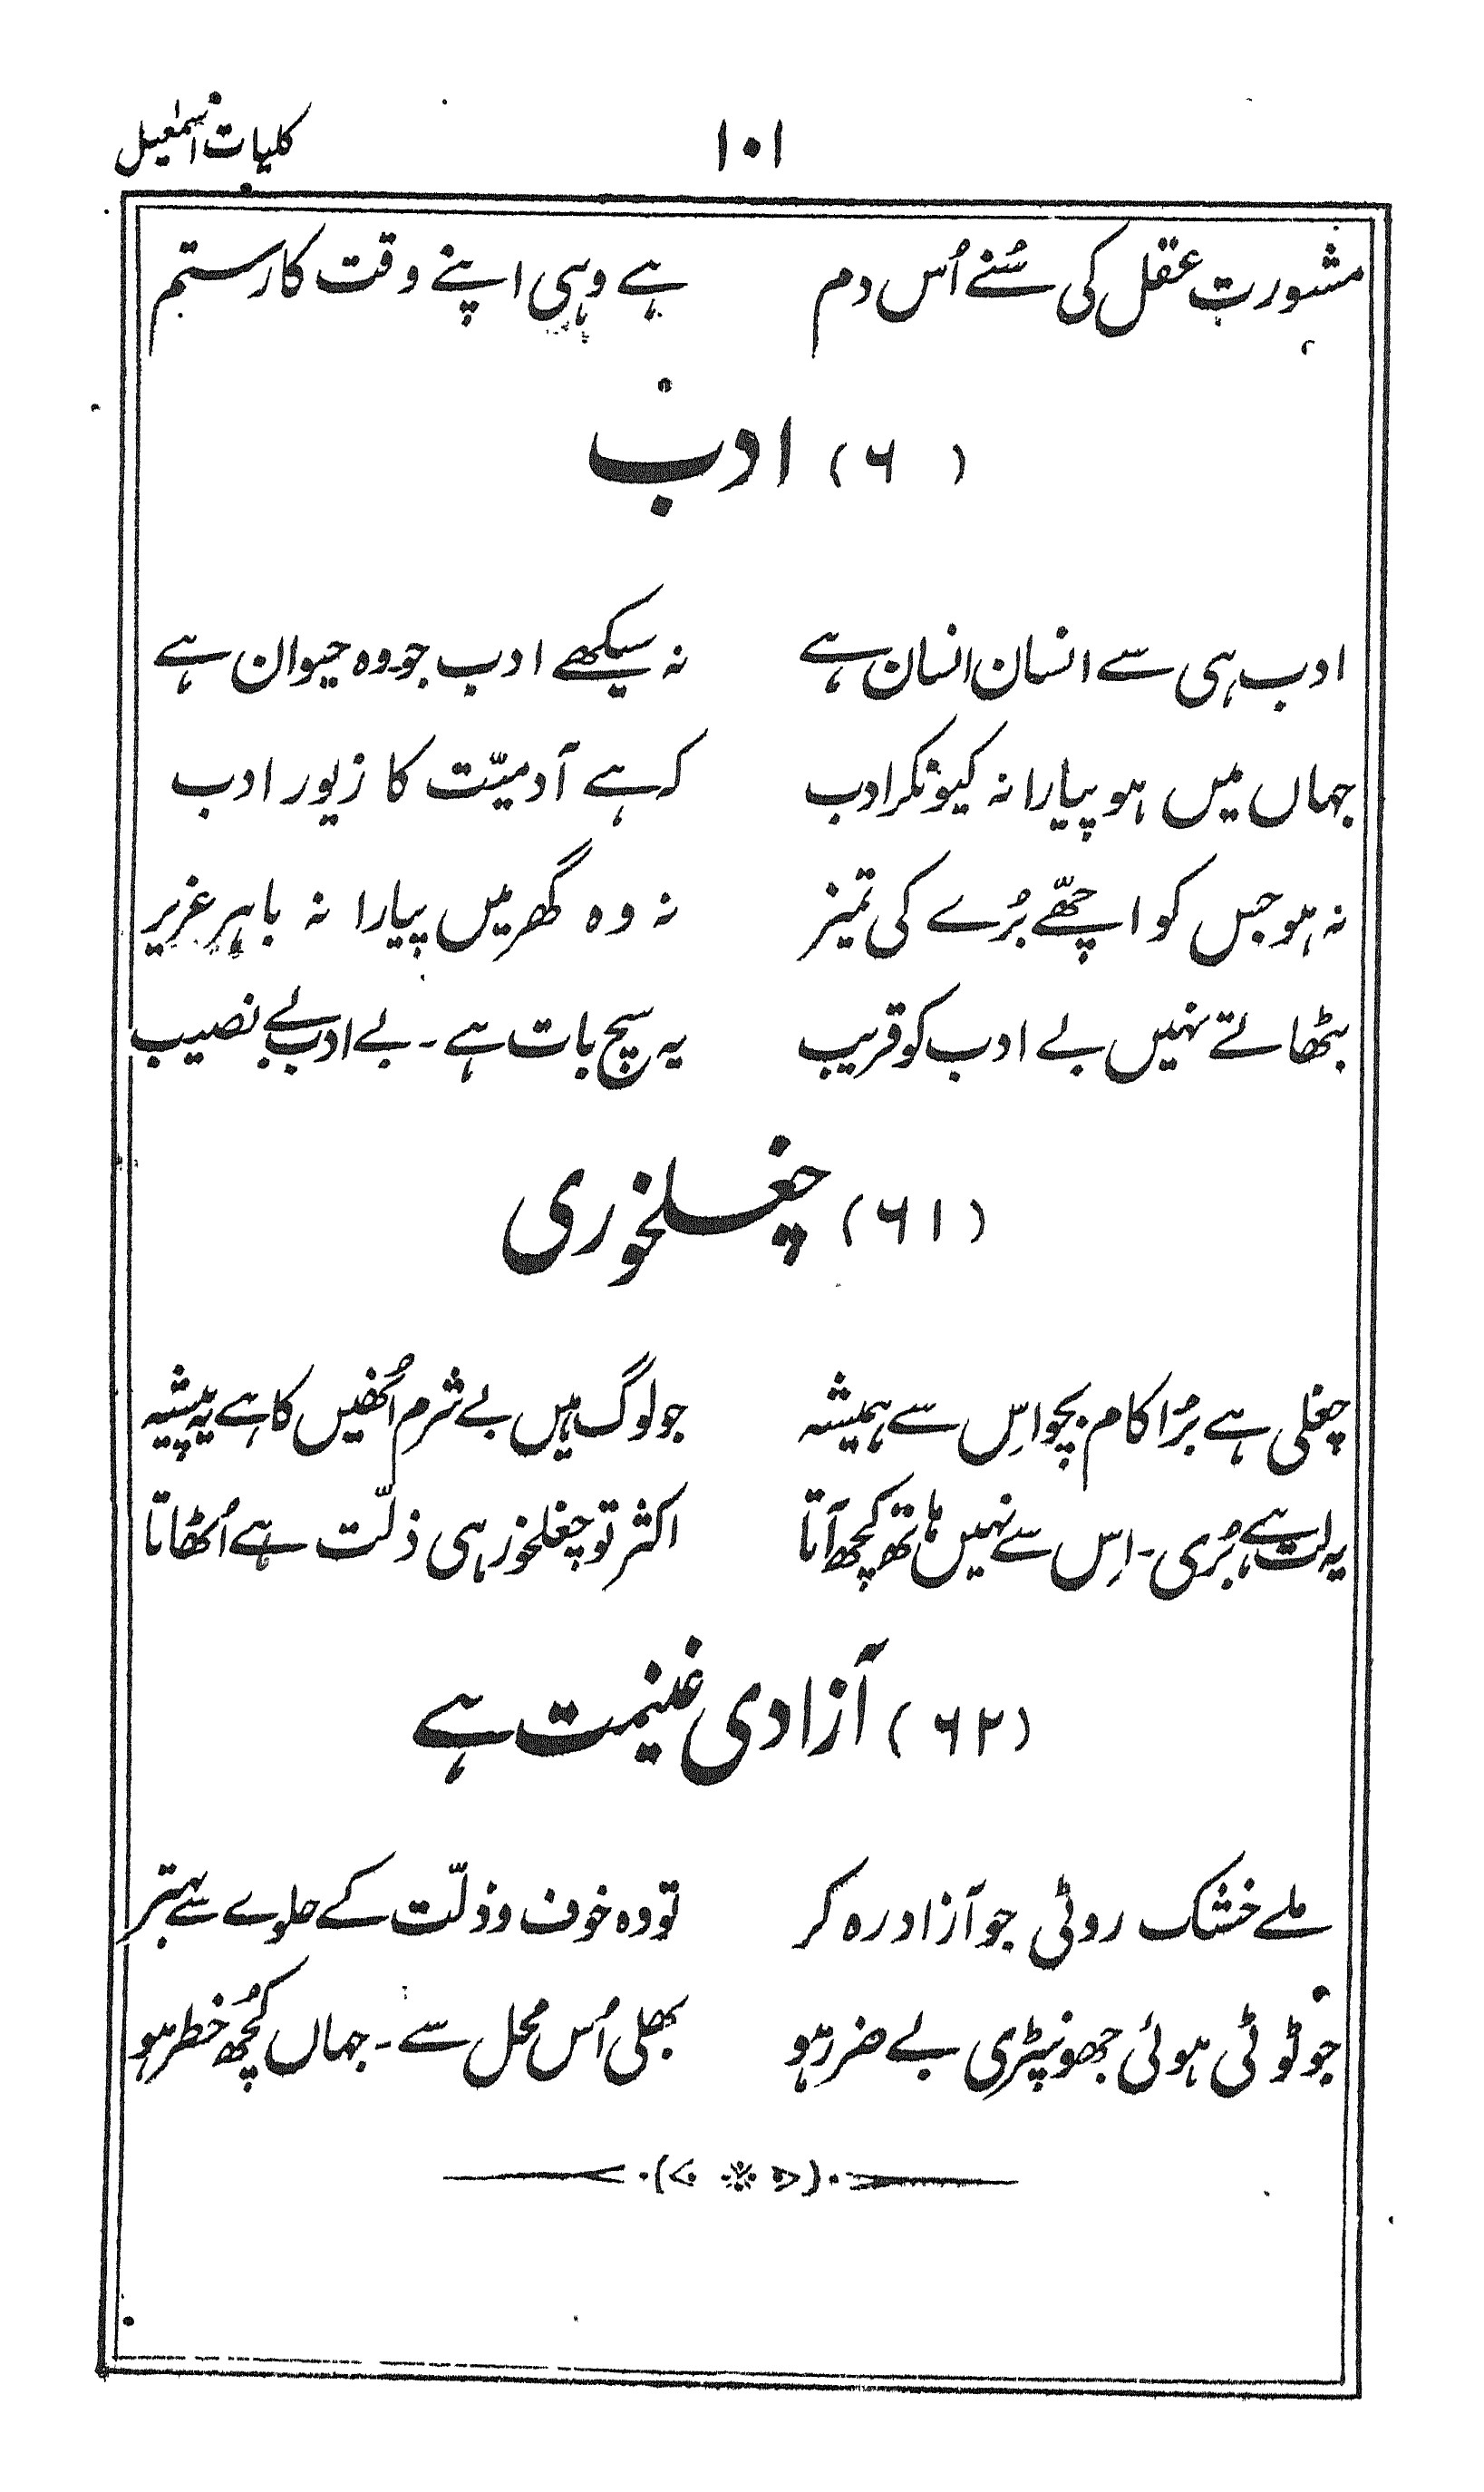 ۱۰۱ کلیات اسمٰعیل
مشورت عقل کی سُنے اُس دم ہے وہی اپنے وقت کا رستم
(۶ ) ادب
ادب ہی سے انسان انسان ہے نہ سیکھے ادب جو وہ حیوان ہے
جہاں میں ہو پیارا نہ کیونکر ادب کہ ہے آدمیّت کا زیور ادب
نہ ہو جس کو اچھّے بُرے کی تمیز نہ وہ گھر میں پیارا نہ باہر عزیز
بٹھاتے نہیں بے ادب کو قریب یہ سچ بات ہے ۔ بے ادب بے نصیب
(۶۱) چغلخوری
چغلی ہے بُرا کام بچو اِس سے ہمیشہ جو لوگ ہیں بے شرم اُنھیں کا ہے یہ پیشہ
یہ لت ہے بُری ۔ اِس سے نہیں ہاتھ کچھ آتا اکثر تو چغلخور ہی ذلّت ہے اُٹھاتا
(۶۲) آزادی غنیمت ہے
ملے خشک روٹی جو آزاد رہ کر تو وہ خوف و ذلّت کے حلوے سے بہتر
جو ٹوٹی ہوئی جھونپڑی بے ضرر ہو بھلی اُس محل سے ۔ جہاں کُچھ خطر ہو